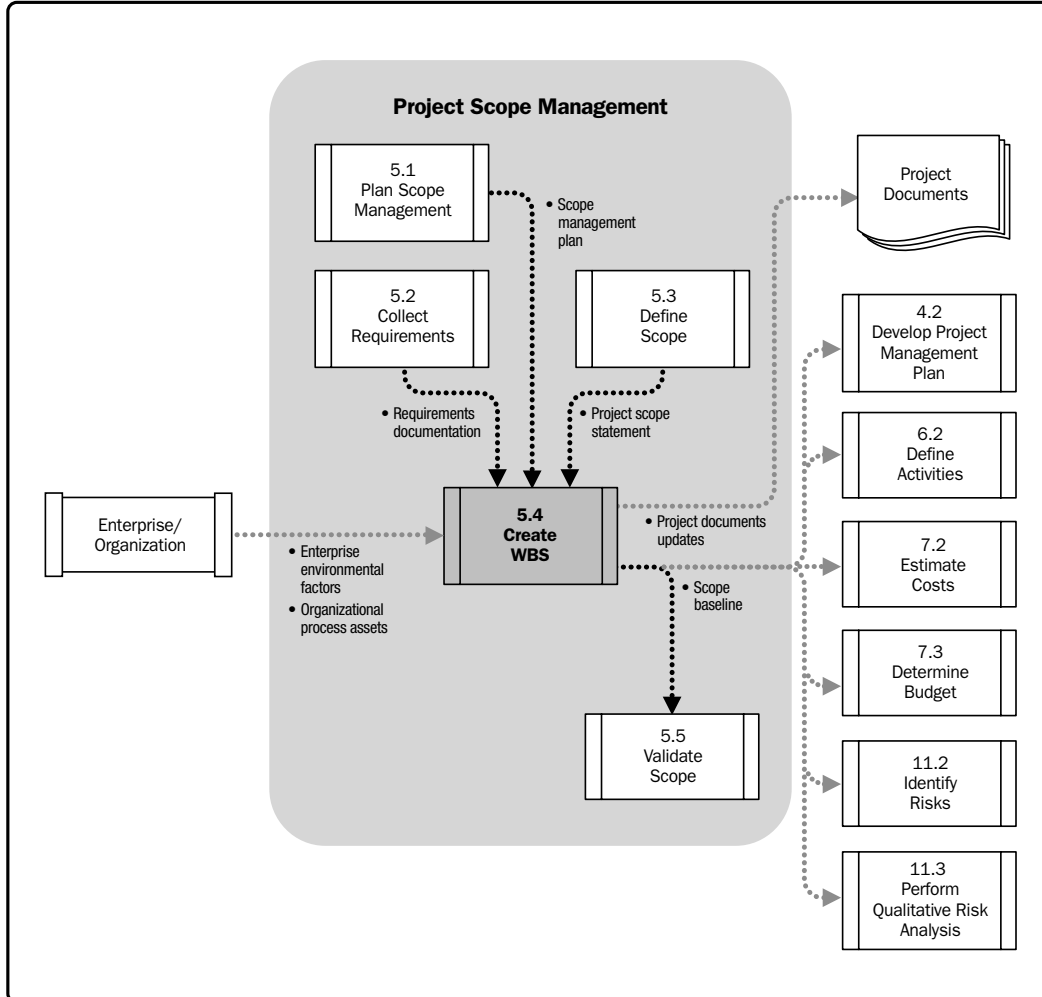 Project Scope Management
5.1
Plan Scope
Management
• Scope
management
plan
Project
Documents
5.2
Collect
Requirements
5.3
Define
Scope
4.2
Develop Project
Management
Plan
• Requirements
documentation
• Project scope
statement
6.2
Define
Activities
Enterprise/
Organization
• Enterprise
environmental
factors
• Organizational
process assets
5.4
Create
WBS
• Project documents
updates
• Scope
baseline
7.2
Estimate
Costs
7.3
Determine
Budget
5.5
Validate
Scope
11.2
Identify
Risks
11.3
Perform
Qualitative Risk
Analysis